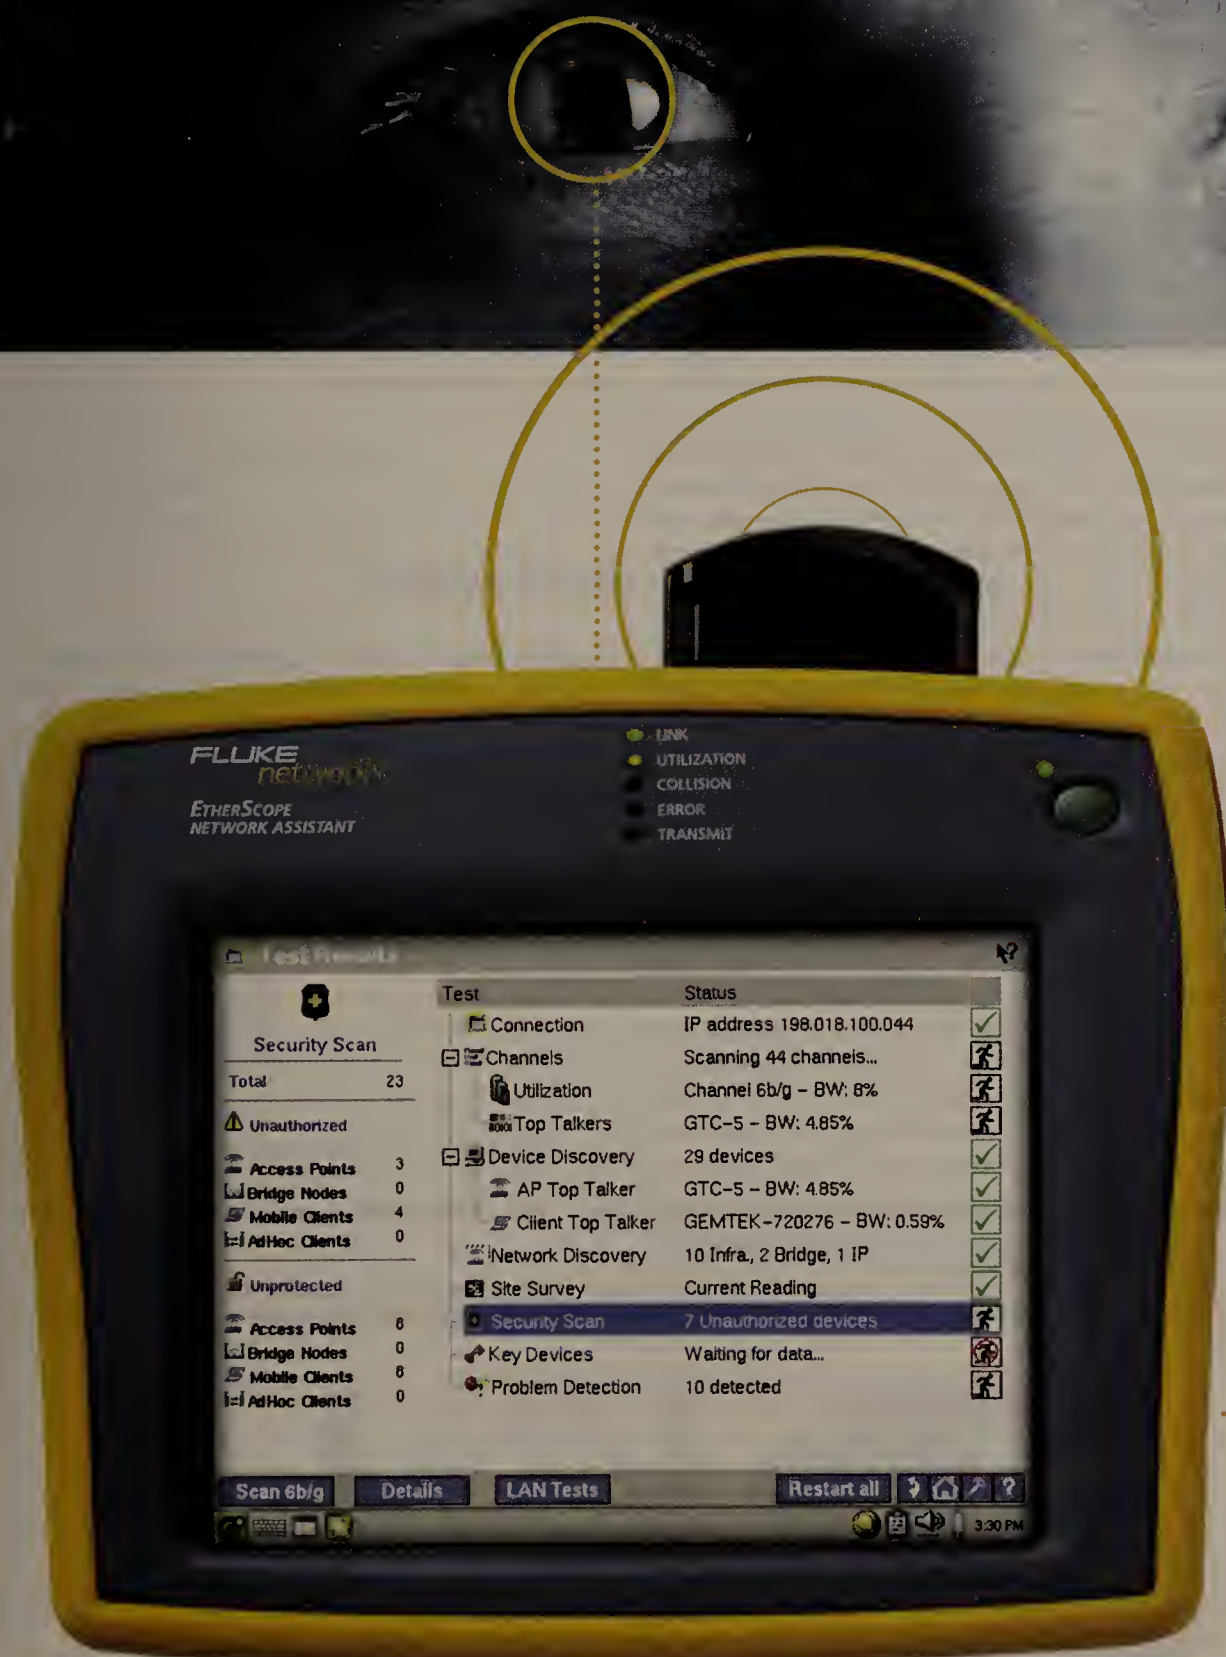 FLUKE
networks
ETHERSCOPE
NETWORK ASSISTANT
LINK
UTILIZATION
COLLISION
ERROR
TRANSMIT
Test Results
Security Scan
Total 23
Unauthorized
Access Points 3
Bridge Nodes 0
Mobile Clients 4
AdHoc Clients 0
Unprotected
Access Points 8
Bridge Nodes 0
Mobile Clients 8
AdHoc Clients 0
Test Status
Connection IP address 198.018.100.044
Channels Scanning 44 channels...
Utilization Channel 6b/g - BW: 8%
Top Talkers GTC-5 - BW: 4.85%
Device Discovery 29 devices
AP Top Talker GTC-5 - BW: 4.85%
Client Top Talker GEMTEK-720276 - BW: 0.59%
Network Discovery 10 Infra., 2 Bridge, 1 IP
Site Survey Current Reading
Security Scan 7 Unauthorized devices
Key Devices Waiting for data...
Problem Detection 10 detected
Scan 6b/g Details LAN Tests Restart all ?
3:30 PM